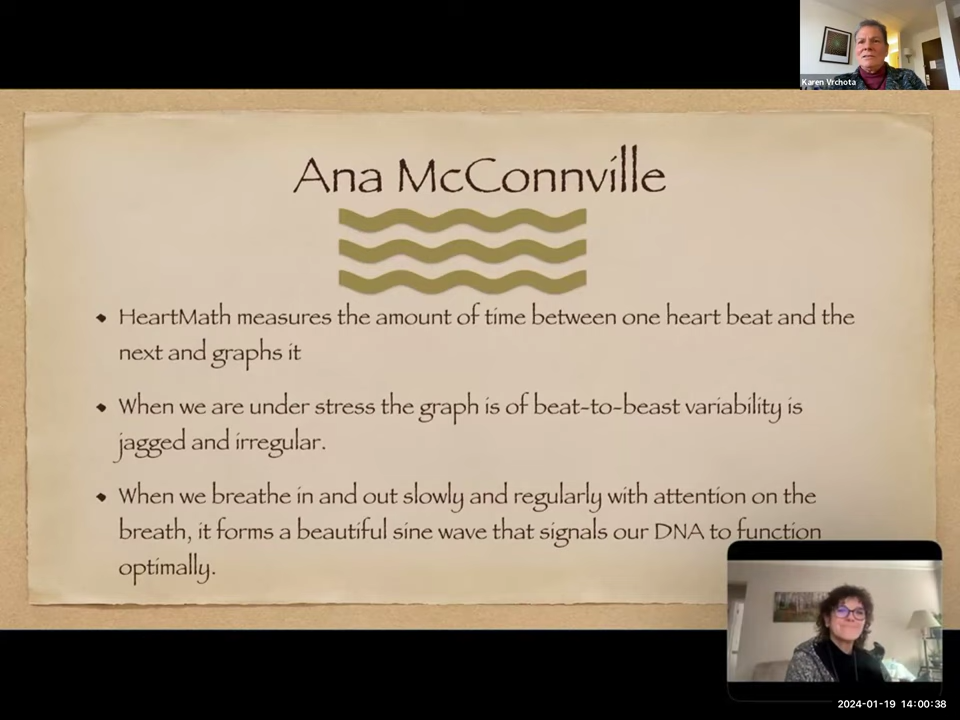 Karen Vrchota
Ana McConnville
HeartMath measures the amount of time between one heart beat and the
next and graphs it
When we are under stress the graph is of beat-to-beast variability is
jagged and irregular.
When we breathe in and out slowly and regularly with attention on the
breath, it forms a beautiful sine wave that signals our DNA to function
optimally.
2024-01-19 14:00:38